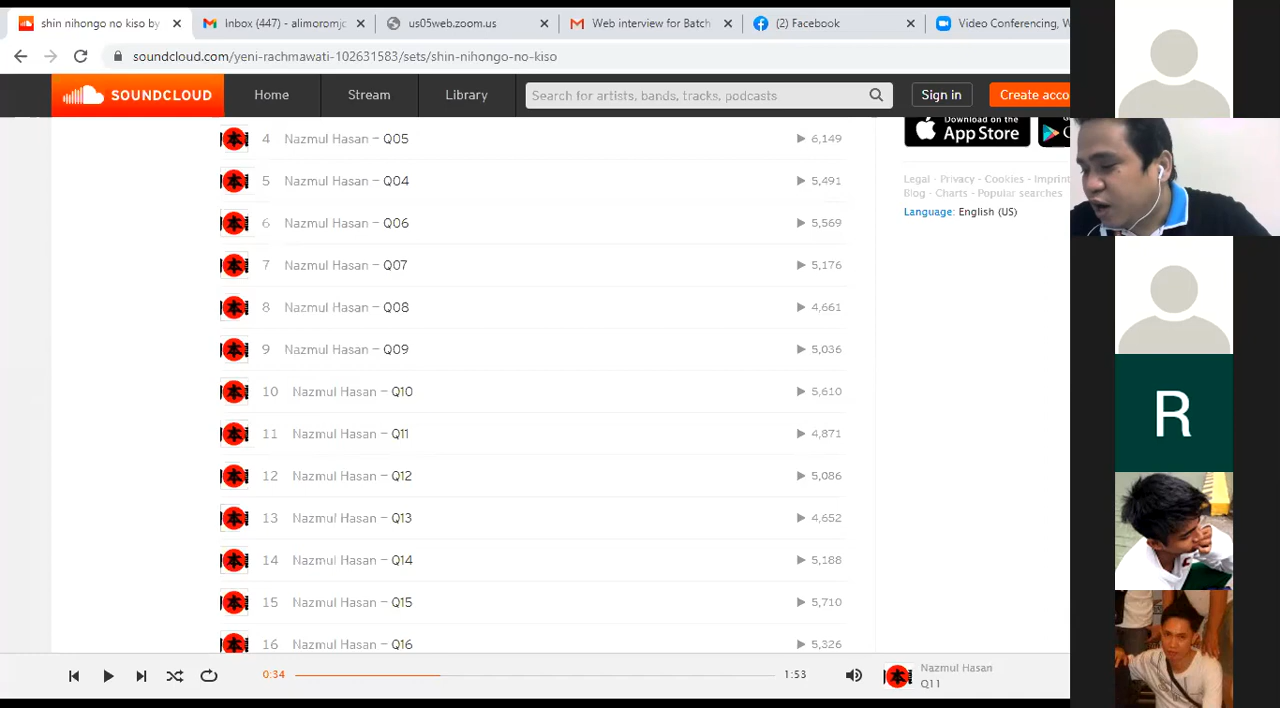 shin nihongo no kiso by
Inbox (447) - alimoromjc
us05web.zoom.us
Web interview for Batch
(2) Facebook
Video Conferencing, W
soundcloud.com/yeni-rachmawati-102631583/sets/shin-nihongo-no-kiso
SOUNDCLOUD
Home
Stream
Library
Search for artists, bands, tracks, podcasts
Sign in
Create acco
Download on the
App Store
4 Nazmul Hasan – Q05 6,149
Legal · Privacy · Cookies · Imprint
Blog · Charts · Popular searches
5 Nazmul Hasan – Q04 5,491
Language: English (US)
6 Nazmul Hasan – Q06 5,569
7 Nazmul Hasan – Q07 5,176
8 Nazmul Hasan – Q08 4,661
9 Nazmul Hasan – Q09 5,036
10 Nazmul Hasan – Q10 5,610
11 Nazmul Hasan – Q11 4,871
12 Nazmul Hasan – Q12 5,086
13 Nazmul Hasan – Q13 4,652
14 Nazmul Hasan – Q14 5,188
15 Nazmul Hasan – Q15 5,710
16 Nazmul Hasan – Q16 5,326
0:34
1:53
Nazmul Hasan
Q11
R